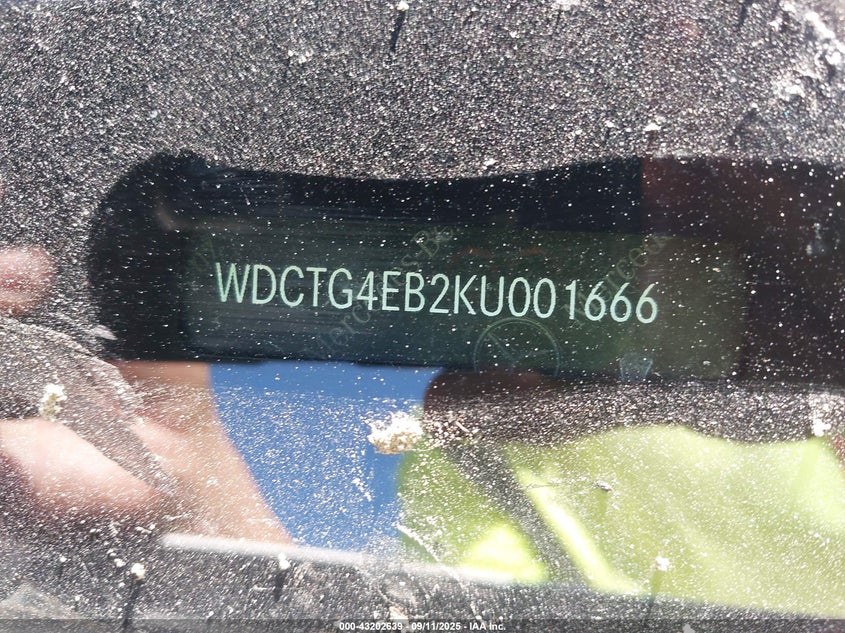 WDCTG4EB2KU001666
000-43202639 - 09/11/2025 - IAA Inc.